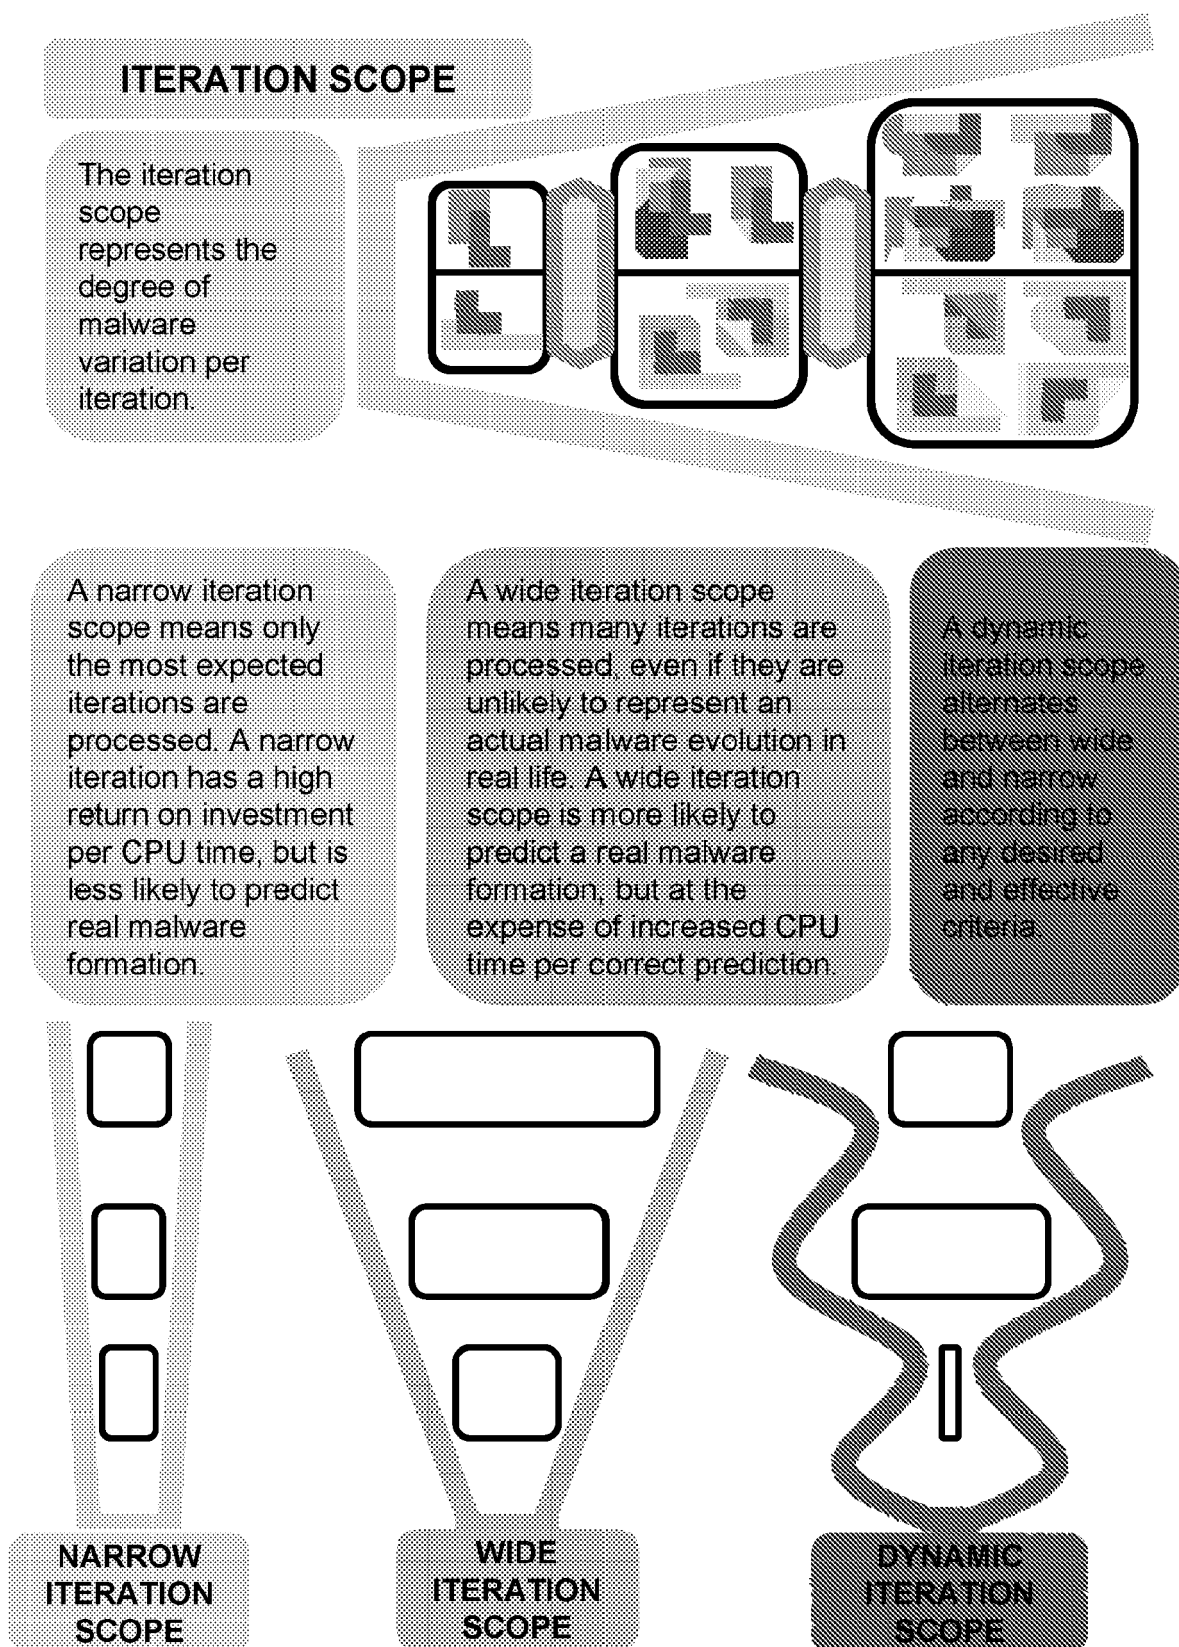 ITERATION SCOPE
The iteration
scope
represents the
degree of
malware
variation per
iteration.
A narrow iteration
scope means only
the most expected
iterations are
processed. A narrow
iteration has a high
return on investment
per CPU time, but is
less likely to predict
real malware
formation.
A wide iteration scope
means many iterations are
processed, even if they are
unlikely to represent an
actual malware evolution in
real life. A wide iteration
scope is more likely to
predict a real malware
formation, but at the
expense of increased CPU
time per correct prediction.
A dynamic
iteration scope
alternates
between wide
and narrow
according to
any desired
and effective
criteria.
NARROW
ITERATION
SCOPE
WIDE
ITERATION
SCOPE
DYNAMIC
ITERATION
SCOPE